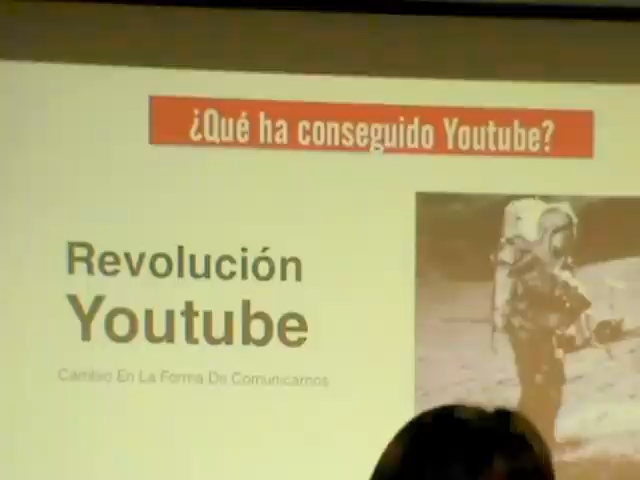 ¿Qué ha conseguido Youtube?
Revolución
Youtube
Cambio En La Forma De Comunicarnos